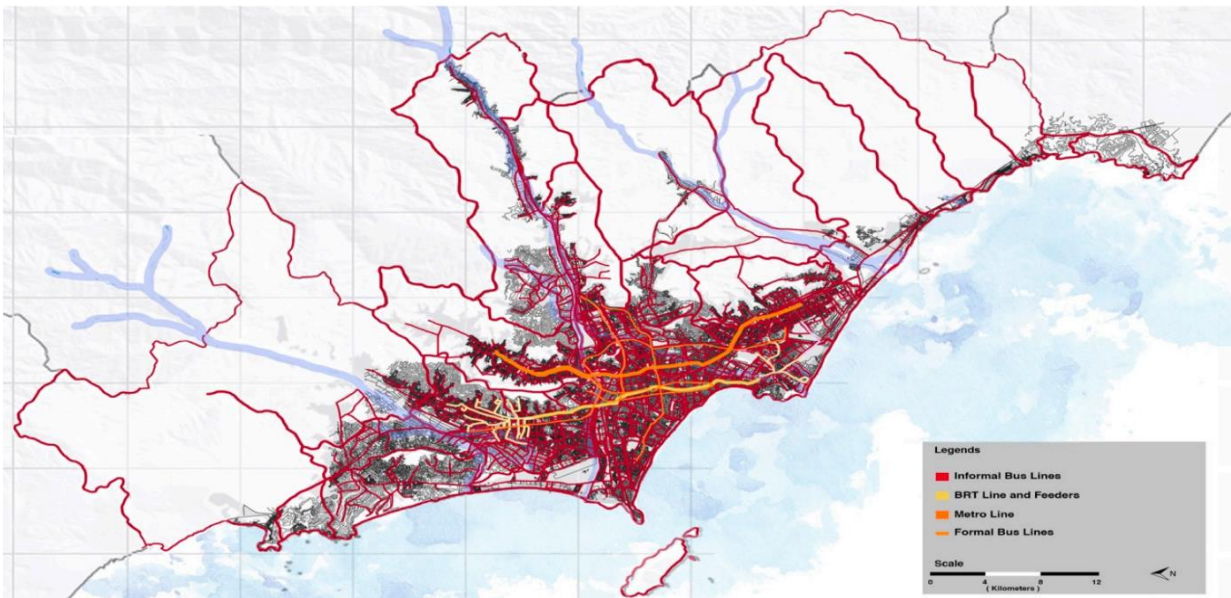 Legends
Informal Bus Lines
BRT Line and Feeders
Metro Line
Formal Bus Lines
Scale
N
0 4 8 12
( Kilometers )